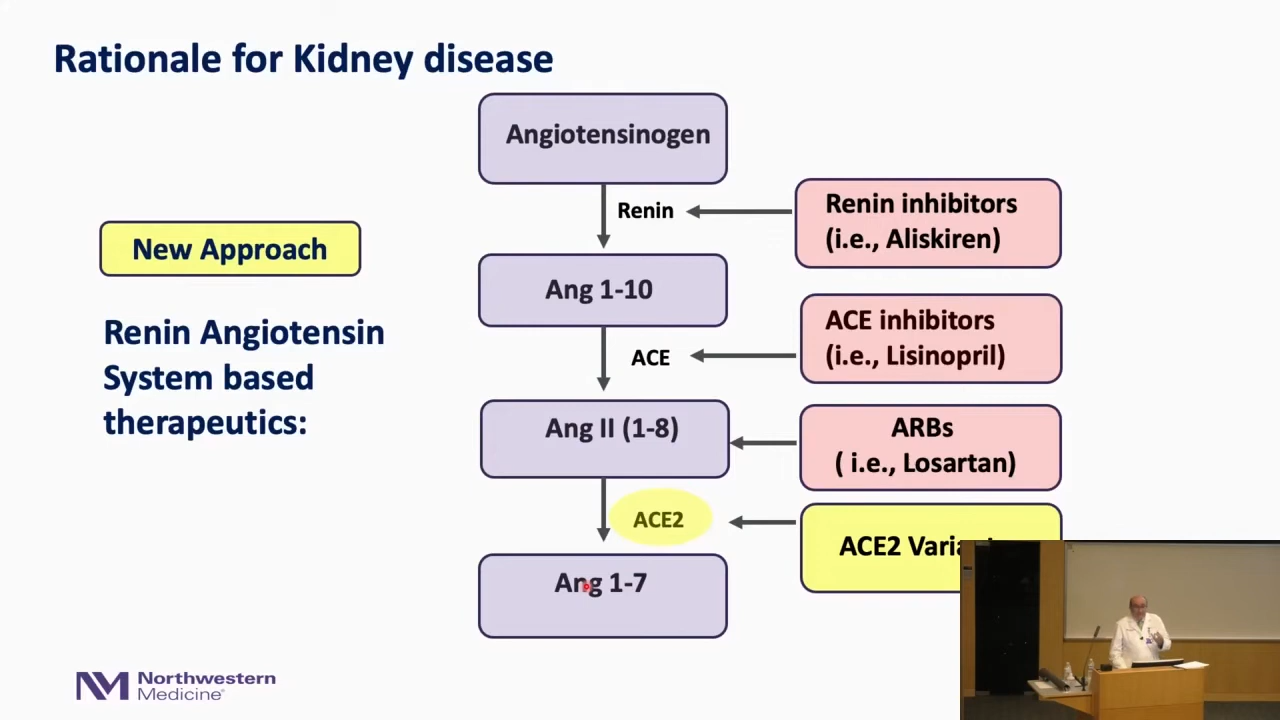 Rationale for Kidney disease
Angiotensinogen
Renin
Renin inhibitors
(i.e., Aliskiren)
New Approach
Ang 1-10
Renin Angiotensin
System based
therapeutics:
ACE
ACE inhibitors
(i.e., Lisinopril)
Ang II (1-8)
ARBs
( i.e., Losartan)
ACE2
ACE2
Ang 1-7
Northwestern
Medicine